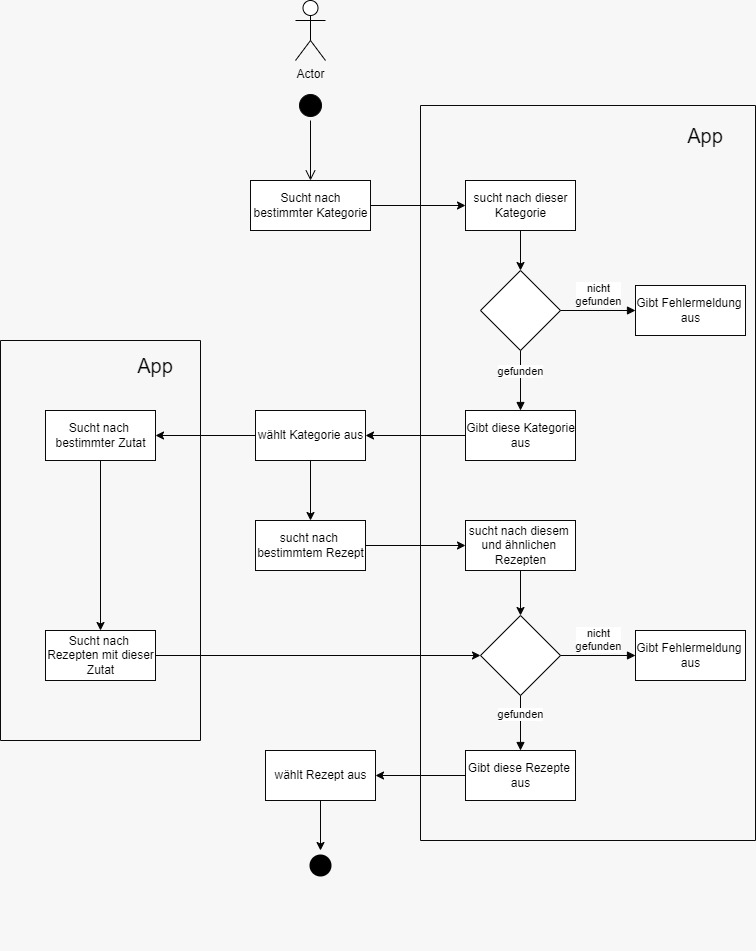 Actor
App
Sucht nach
bestimmter Kategorie
sucht nach dieser
Kategorie
nicht
gefunden
Gibt Fehlermeldung
aus
gefunden
App
Sucht nach
bestimmter Zutat
wählt Kategorie aus
Gibt diese Kategorie
aus
sucht nach
bestimmtem Rezept
sucht nach diesem
und ähnlichen
Rezepten
Sucht nach
Rezepten mit dieser
Zutat
nicht
gefunden
Gibt Fehlermeldung
aus
gefunden
wählt Rezept aus
Gibt diese Rezepte
aus